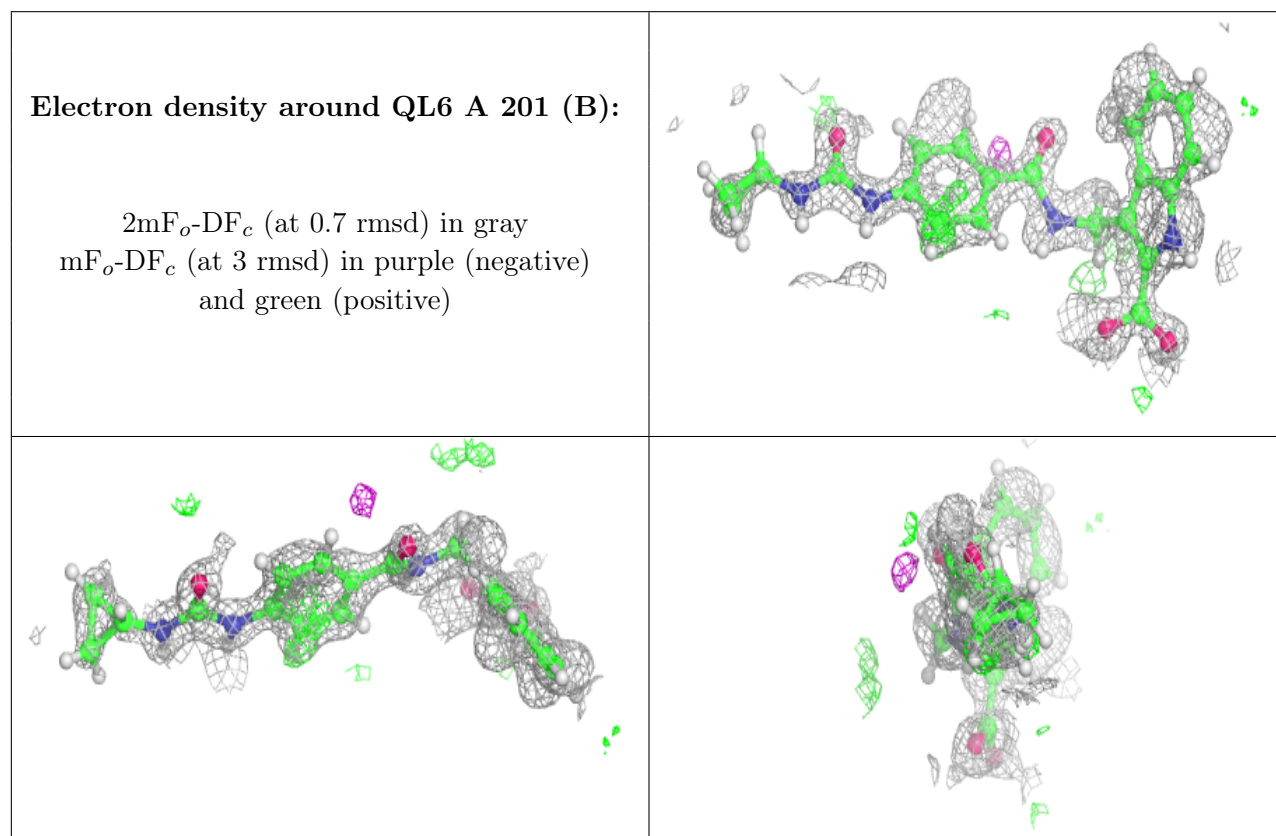 Electron density around QL6 A 201 (B):
2mFₒ-DF𝒸 (at 0.7 rmsd) in gray
mFₒ-DF𝒸 (at 3 rmsd) in purple (negative)
and green (positive)